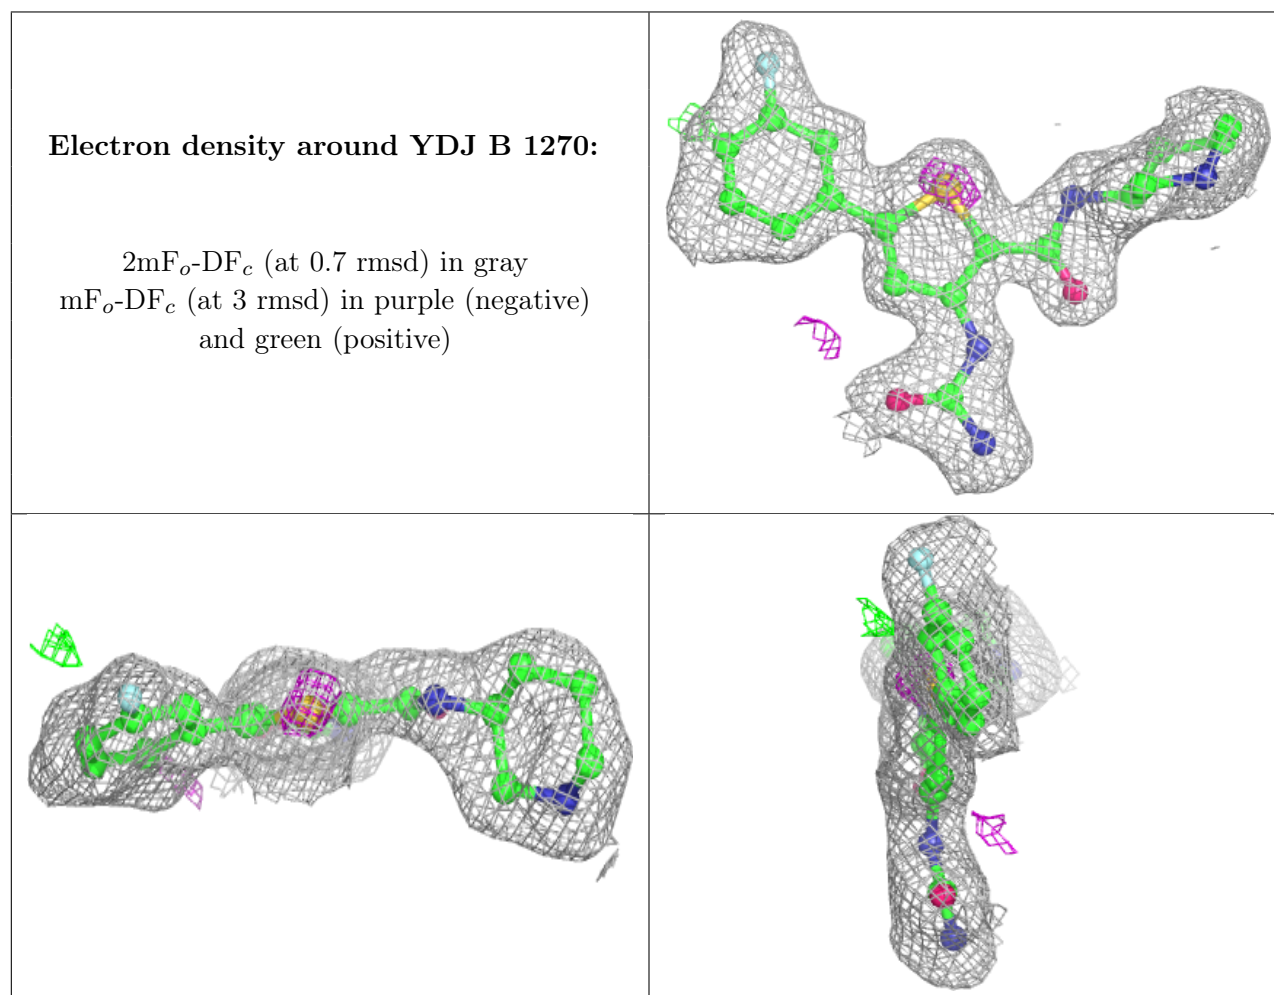 Electron density around YDJ B 1270:
2mFo-DFc (at 0.7 rmsd) in gray
mFo-DFc (at 3 rmsd) in purple (negative)
and green (positive)